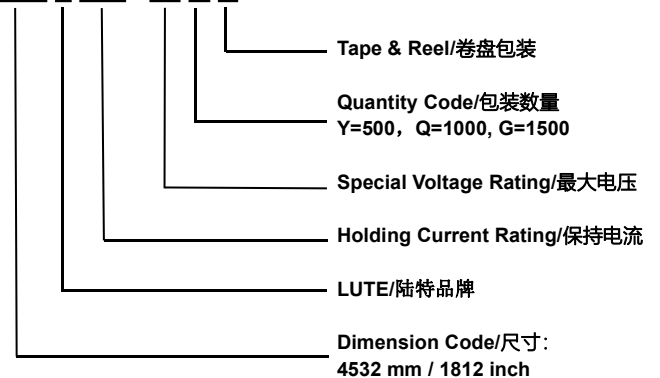 Tape & Reel/卷盘包装
Quantity Code/包装数量
Y=500，Q=1000, G=1500
Special Voltage Rating/最大电压
Holding Current Rating/保持电流
LUTE/陆特品牌
Dimension Code/尺寸：
4532 mm / 1812 inch